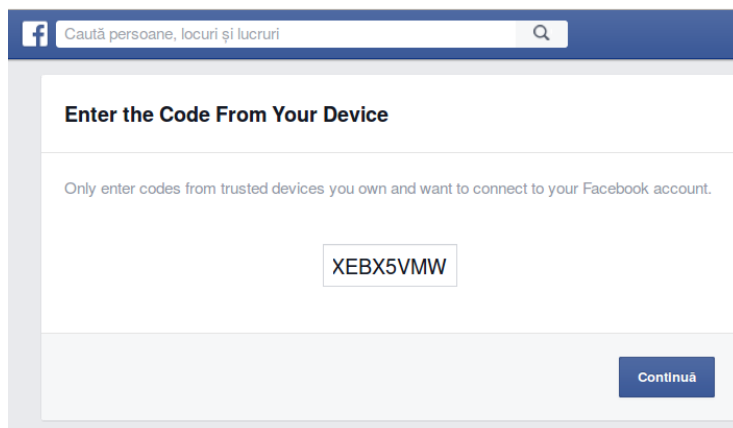 Caută persoane, locuri și lucruri
Enter the Code From Your Device
Only enter codes from trusted devices you own and want to connect to your Facebook account.
XEBX5VMW
Continuă